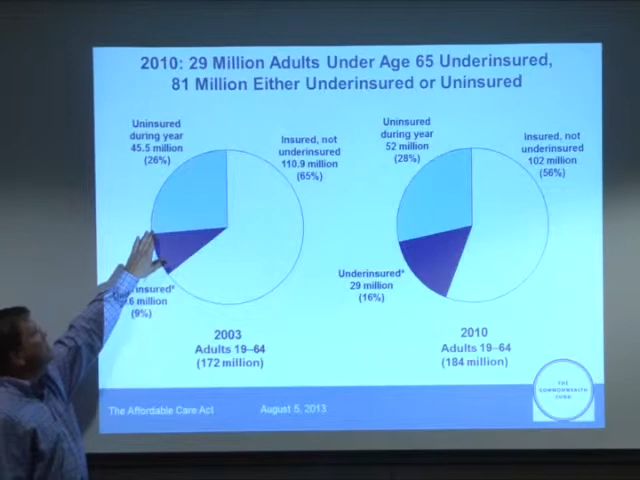 2010: 29 Million Adults Under Age 65 Underinsured,
81 Million Either Underinsured or Uninsured
Uninsured
during year
45.5 million
(26%)
Insured, not
underinsured
110.9 million
(65%)
insured*
.6 million
(9%)
2003
Adults 19–64
(172 million)
Uninsured
during year
52 million
(28%)
Insured, not
underinsured
102 million
(56%)
Underinsured*
29 million
(16%)
2010
Adults 19–64
(184 million)
The Affordable Care Act
August 5, 2013
THE
COMMONWEALTH
FUND